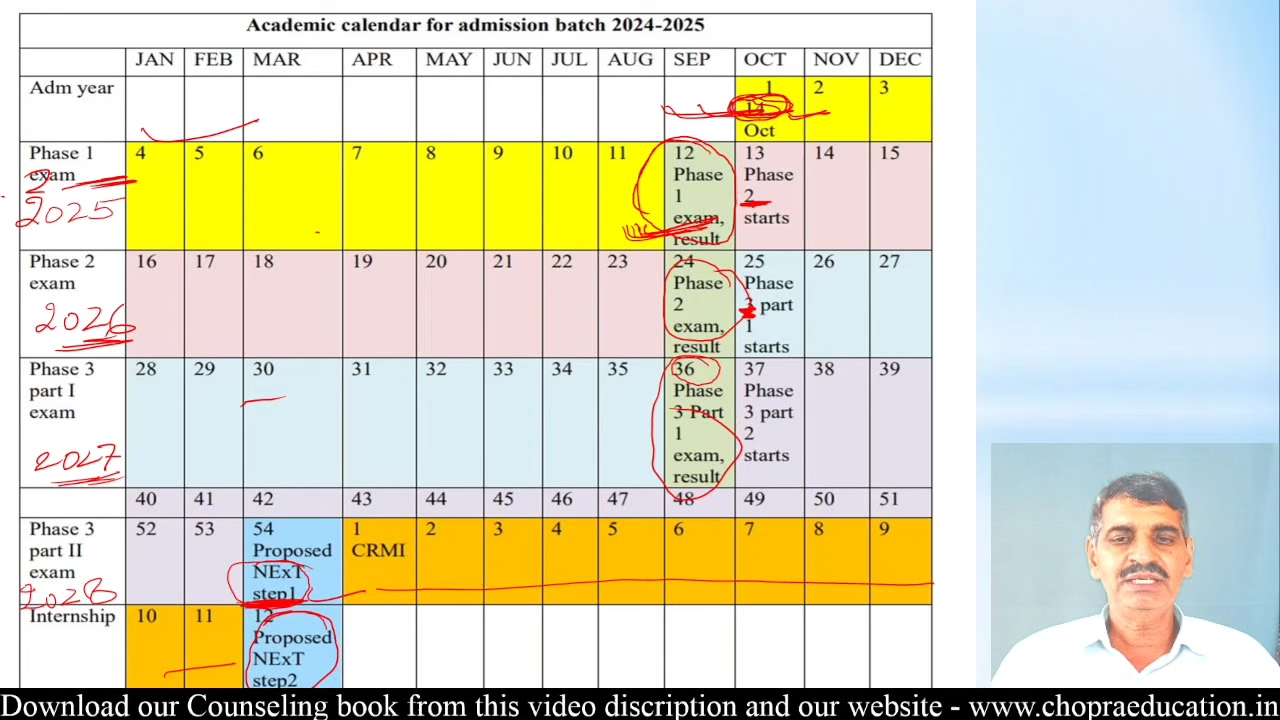 Academic calendar for admission batch 2024-2025
JAN FEB MAR APR MAY JUN JUL AUG SEP OCT NOV DEC
Adm year 1 14 Oct 2 3
Phase 1 exam 4 5 6 7 8 9 10 11 12 Phase 1 exam, result 13 Phase 2 starts 14 15
2025
Phase 2 exam 16 17 18 19 20 21 22 23 24 Phase 2 exam, result 25 Phase 3 part 1 starts 26 27
2026
Phase 3 part I exam 28 29 30 31 32 33 34 35 36 Phase 3 Part 1 exam, result 37 Phase 3 part 2 starts 38 39
2027
40 41 42 43 44 45 46 47 48 49 50 51
Phase 3 part II exam 52 53 54 Proposed NExT step1 1 CRMI 2 3 4 5 6 7 8 9
2028
Internship 10 11 12 Proposed NExT step2
Download our Counseling book from this video discription and our website - www.chopraeducation.in